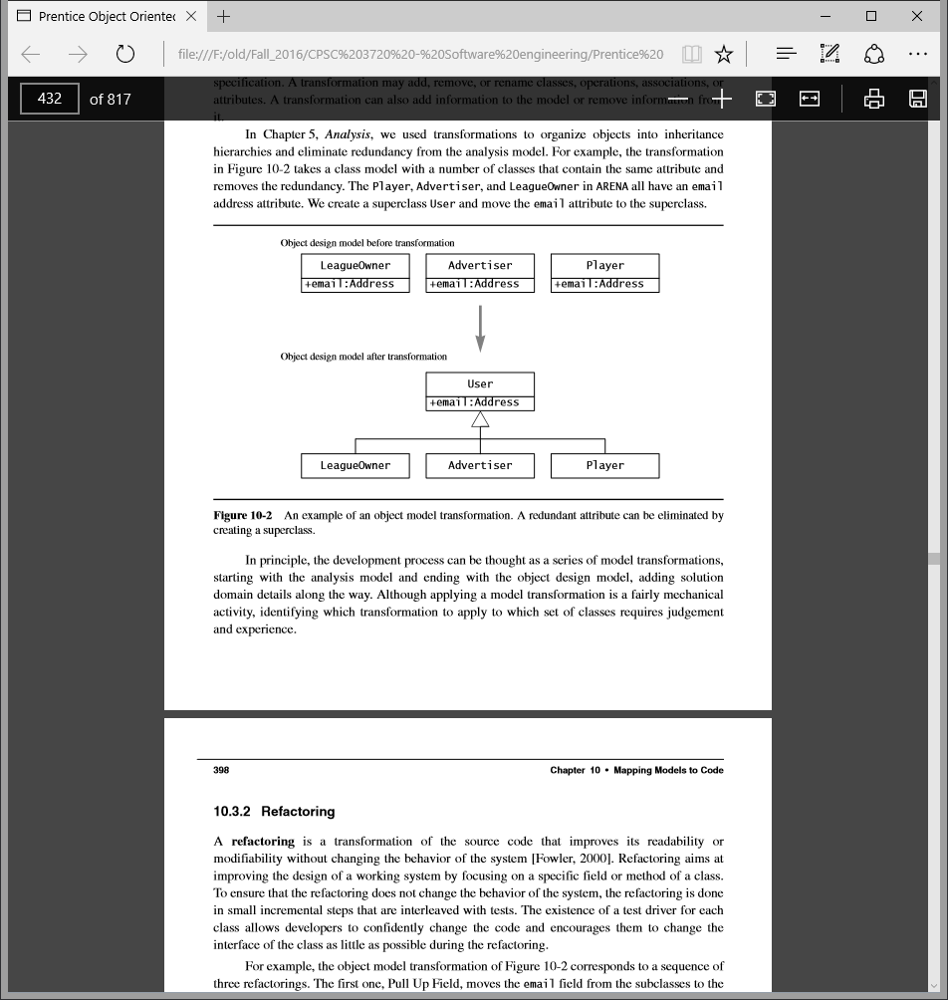 Prentice Object Oriented
file:///F:/old/Fall_2016/CPSC%203720%20-%20Software%20engineering/Prentice%20
432 of 817
specification. A transformation may add, remove, or rename classes, operations, associations, or
attributes. A transformation can also add information to the model or remove information from
it.
In Chapter 5, Analysis, we used transformations to organize objects into inheritance
hierarchies and eliminate redundancy from the analysis model. For example, the transformation
in Figure 10-2 takes a class model with a number of classes that contain the same attribute and
removes the redundancy. The Player, Advertiser, and LeagueOwner in ARENA all have an email
address attribute. We create a superclass User and move the email attribute to the superclass.
Object design model before transformation
LeagueOwner Advertiser Player
+email:Address +email:Address +email:Address
Object design model after transformation
User
+email:Address
LeagueOwner Advertiser Player
Figure 10-2 An example of an object model transformation. A redundant attribute can be eliminated by
creating a superclass.
In principle, the development process can be thought as a series of model transformations,
starting with the analysis model and ending with the object design model, adding solution
domain details along the way. Although applying a model transformation is a fairly mechanical
activity, identifying which transformation to apply to which set of classes requires judgement
and experience.
398 Chapter 10 • Mapping Models to Code
10.3.2 Refactoring
A refactoring is a transformation of the source code that improves its readability or
modifiability without changing the behavior of the system [Fowler, 2000]. Refactoring aims at
improving the design of a working system by focusing on a specific field or method of a class.
To ensure that the refactoring does not change the behavior of the system, the refactoring is done
in small incremental steps that are interleaved with tests. The existence of a test driver for each
class allows developers to confidently change the code and encourages them to change the
interface of the class as little as possible during the refactoring.
For example, the object model transformation of Figure 10-2 corresponds to a sequence of
three refactorings. The first one, Pull Up Field, moves the email field from the subclasses to the